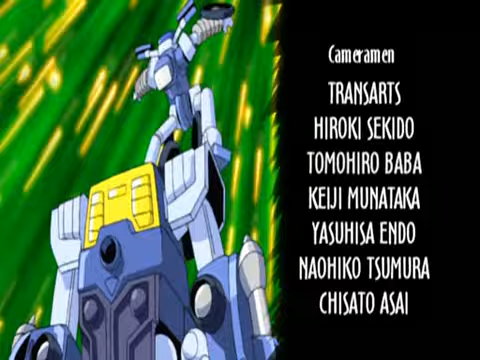 Cameramen
TRANSARTS
HIROKI SEKIDO
TOMOHIRO BABA
KEIJI MUNATAKA
YASUHISA ENDO
NAOHIKO TSUMURA
CHISATO ASAI